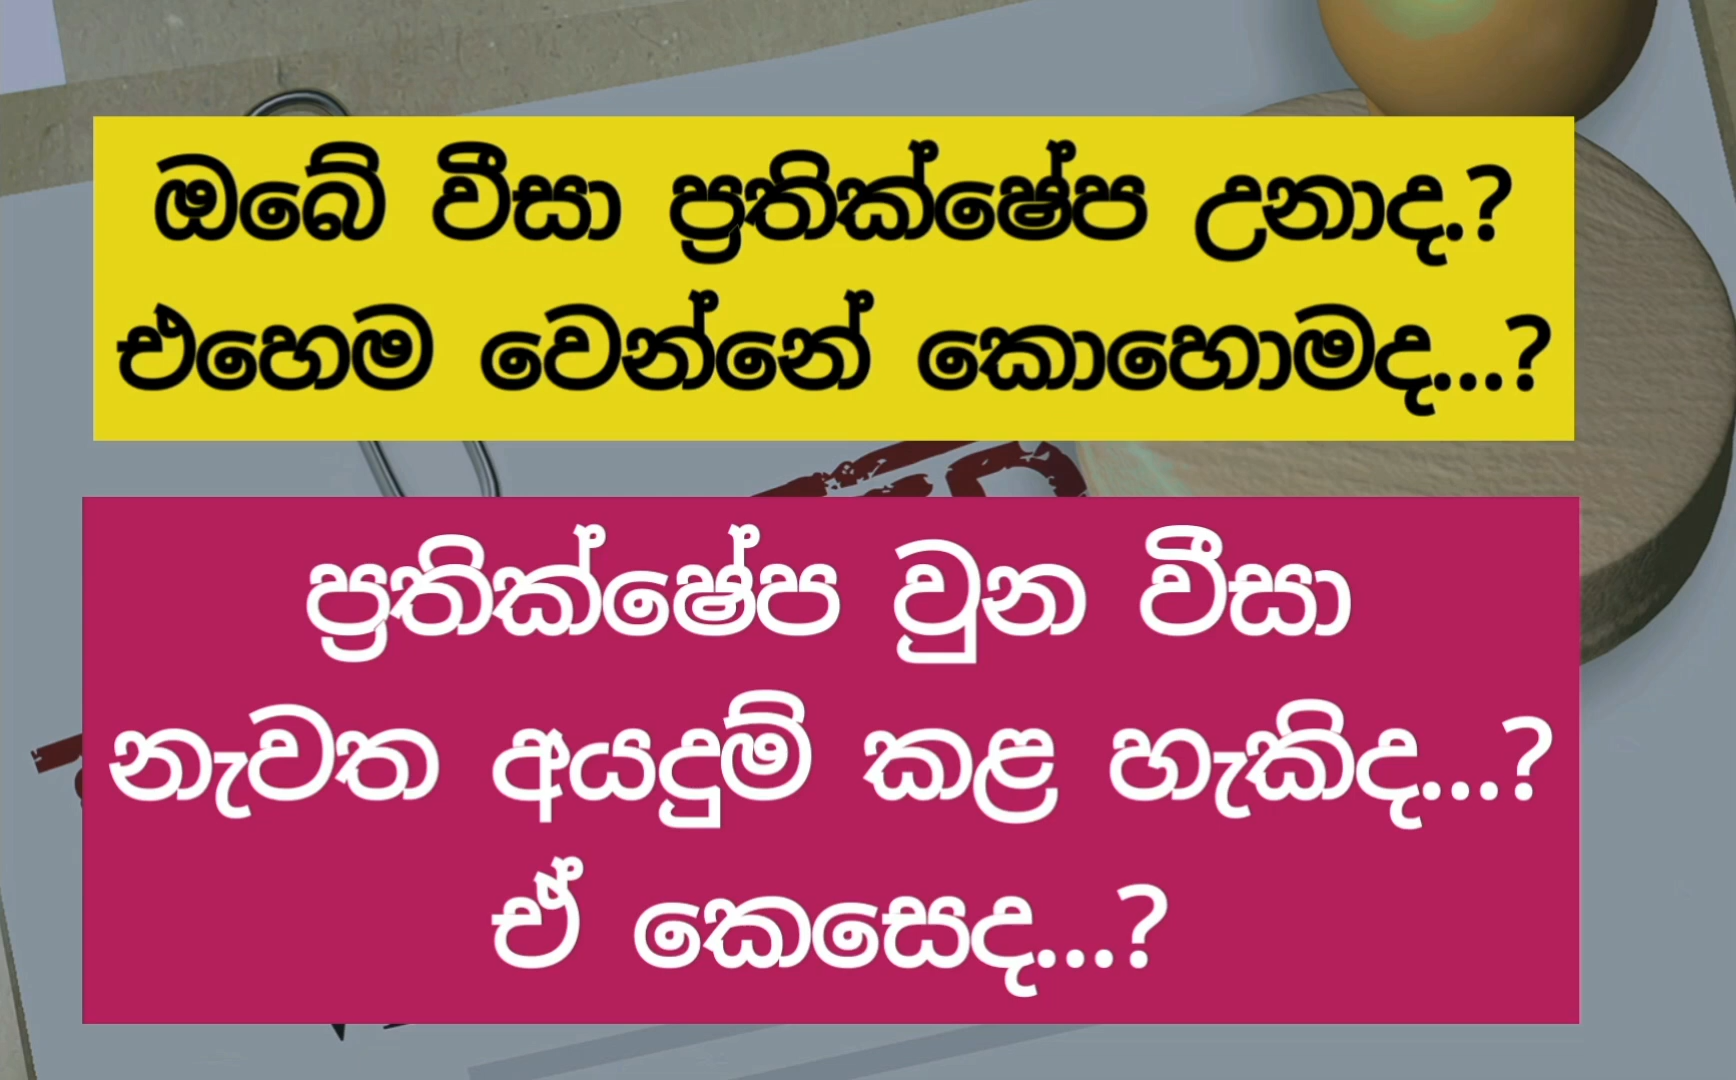 ඔබේ වීසා ප්‍රතික්ෂේප උනාද.?
එහෙම වෙන්නේ කොහොමද...?
ප්‍රතික්ෂේප වුන වීසා
නැවත අයදුම් කළ හැකිද...?
ඒ කෙසෙද...?